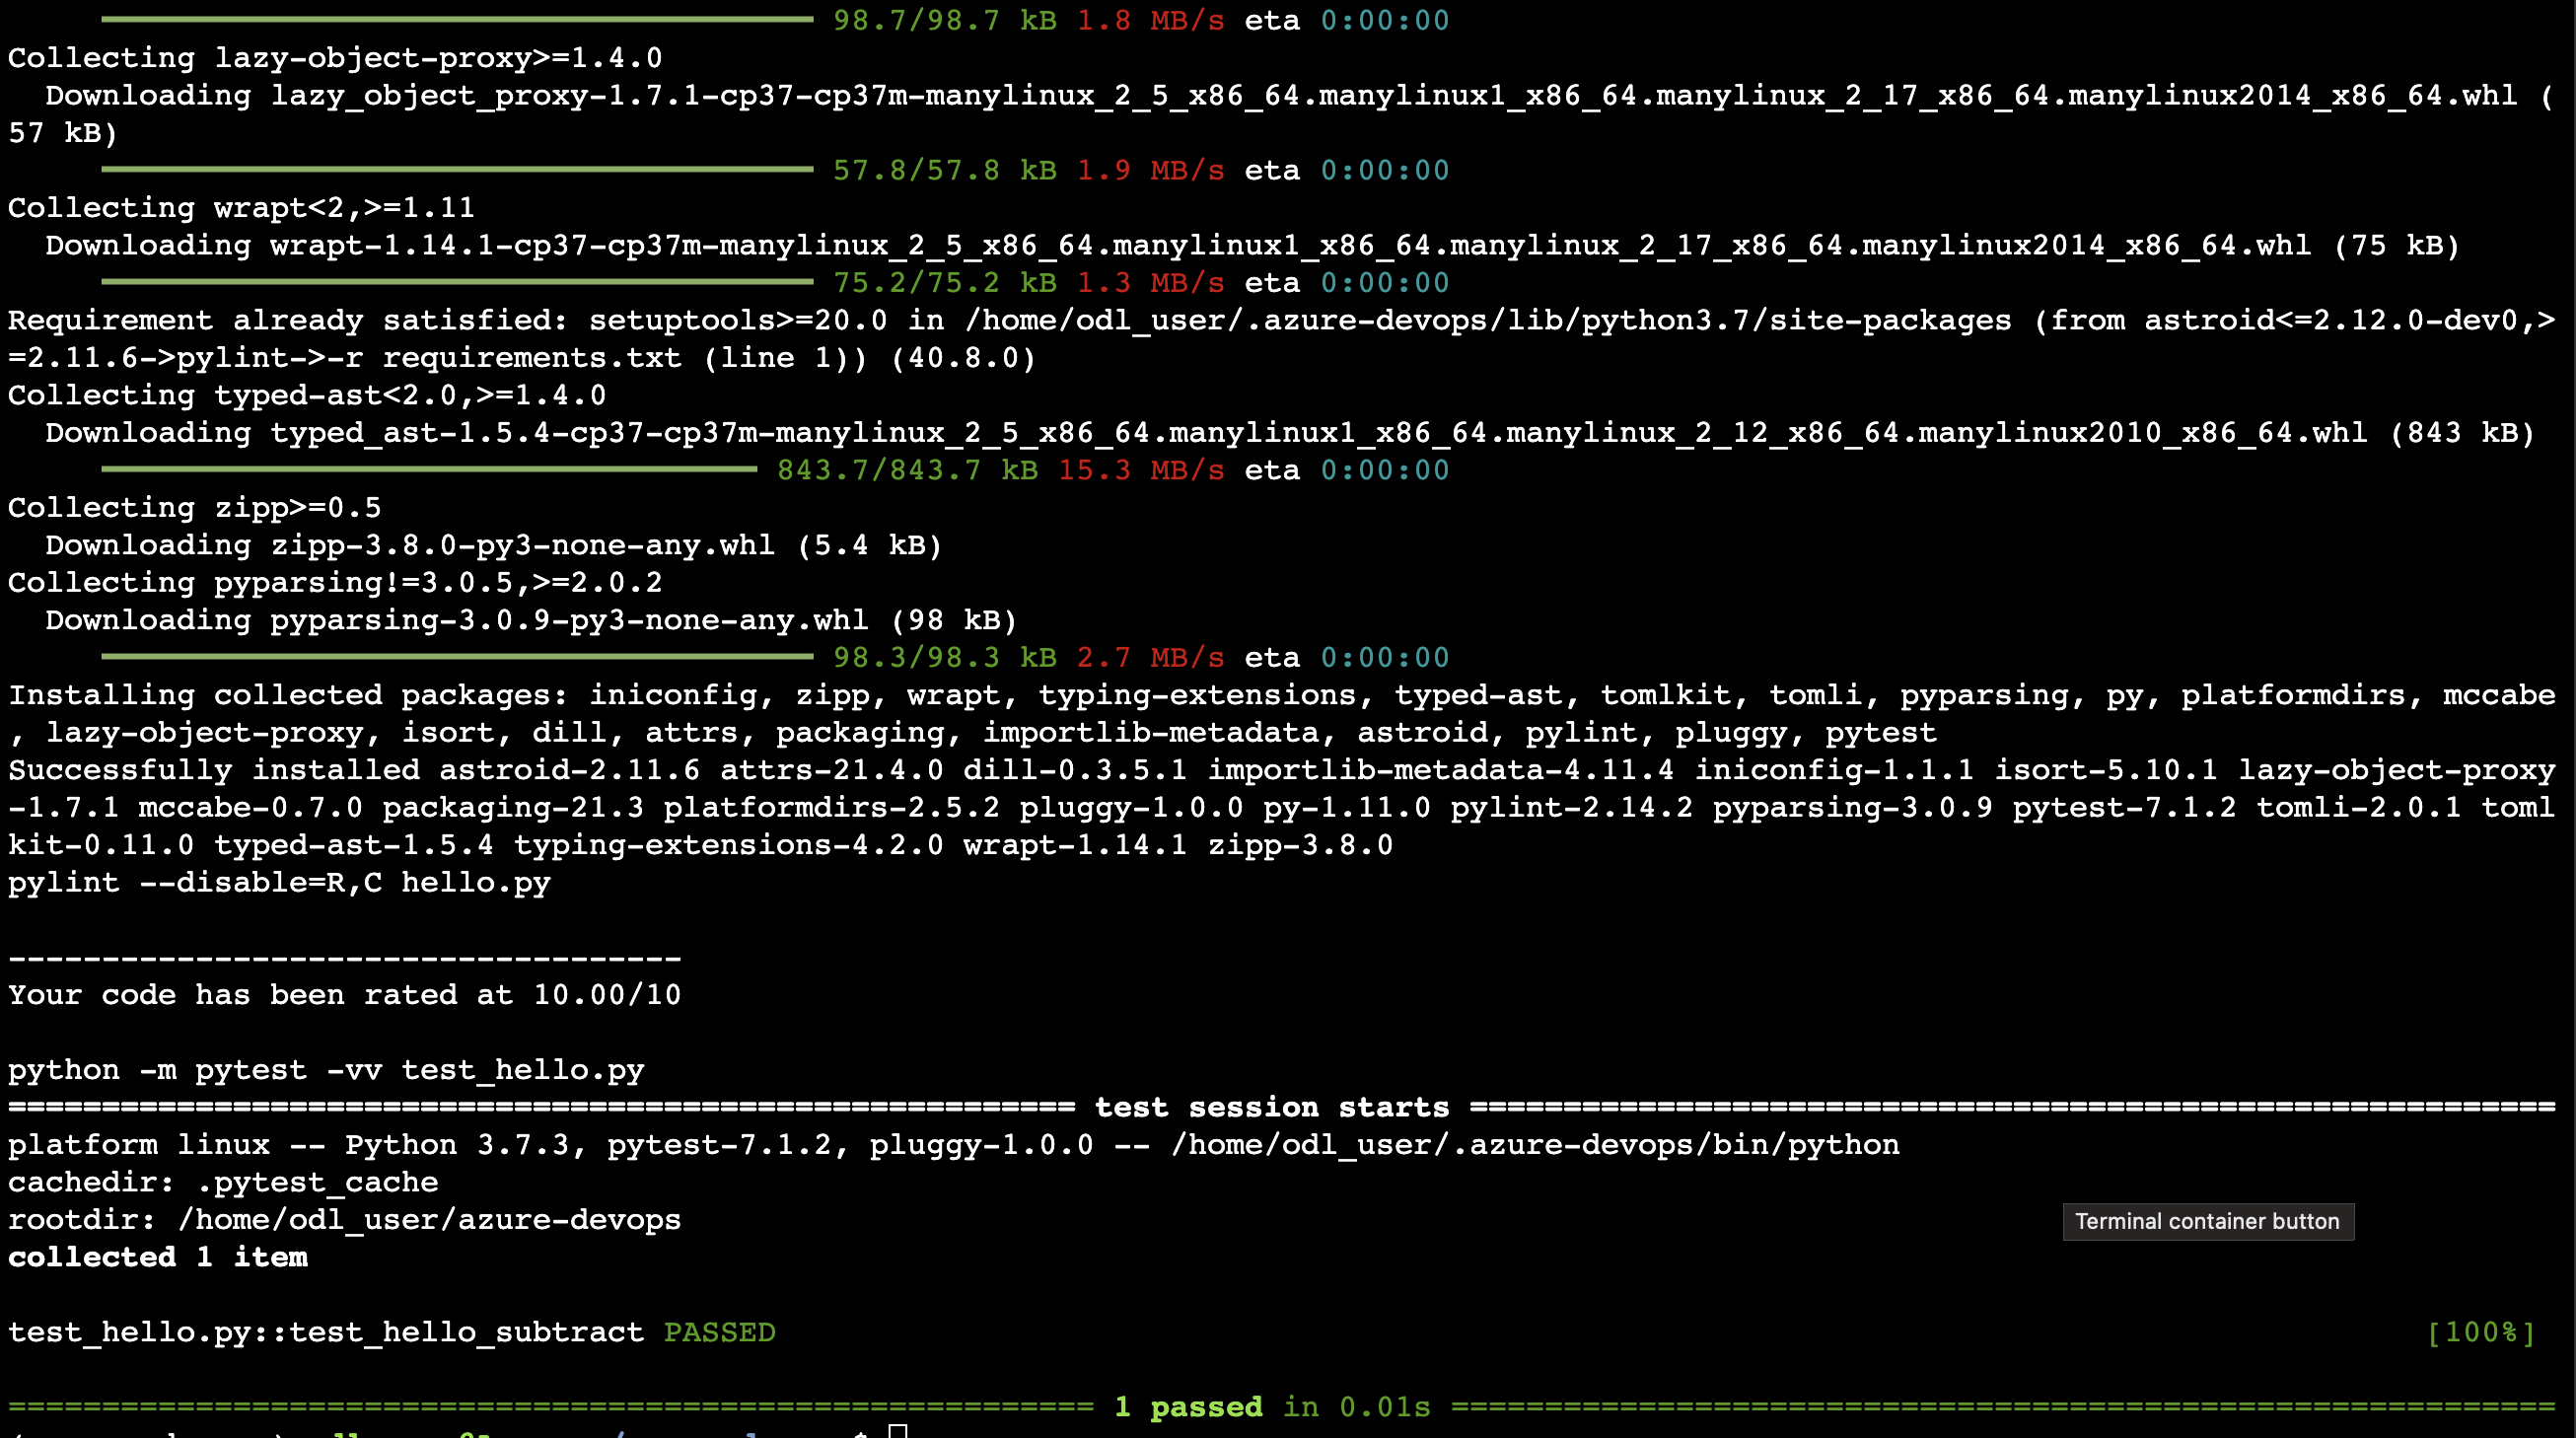 98.7/98.7 kB 1.8 MB/s eta 0:00:00
Collecting lazy-object-proxy>=1.4.0
Downloading lazy_object_proxy-1.7.1-cp37-cp37m-manylinux_2_5_x86_64.manylinux1_x86_64.manylinux_2_17_x86_64.manylinux2014_x86_64.whl (
57 kB)
57.8/57.8 kB 1.9 MB/s eta 0:00:00
Collecting wrapt<2,>=1.11
Downloading wrapt-1.14.1-cp37-cp37m-manylinux_2_5_x86_64.manylinux1_x86_64.manylinux_2_17_x86_64.manylinux2014_x86_64.whl (75 kB)
75.2/75.2 kB 1.3 MB/s eta 0:00:00
Requirement already satisfied: setuptools>=20.0 in /home/odl_user/.azure-devops/lib/python3.7/site-packages (from astroid<=2.12.0-dev0,>
=2.11.6->pylint->-r requirements.txt (line 1)) (40.8.0)
Collecting typed-ast<2.0,>=1.4.0
Downloading typed_ast-1.5.4-cp37-cp37m-manylinux_2_5_x86_64.manylinux1_x86_64.manylinux_2_12_x86_64.manylinux2010_x86_64.whl (843 kB)
843.7/843.7 kB 15.3 MB/s eta 0:00:00
Collecting zipp>=0.5
Downloading zipp-3.8.0-py3-none-any.whl (5.4 kB)
Collecting pyparsing!=3.0.5,>=2.0.2
Downloading pyparsing-3.0.9-py3-none-any.whl (98 kB)
98.3/98.3 kB 2.7 MB/s eta 0:00:00
Installing collected packages: iniconfig, zipp, wrapt, typing-extensions, typed-ast, tomlkit, tomli, pyparsing, py, platformdirs, mccabe
, lazy-object-proxy, isort, dill, attrs, packaging, importlib-metadata, astroid, pylint, pluggy, pytest
Successfully installed astroid-2.11.6 attrs-21.4.0 dill-0.3.5.1 importlib-metadata-4.11.4 iniconfig-1.1.1 isort-5.10.1 lazy-object-proxy
-1.7.1 mccabe-0.7.0 packaging-21.3 platformdirs-2.5.2 pluggy-1.0.0 py-1.11.0 pylint-2.14.2 pyparsing-3.0.9 pytest-7.1.2 tomli-2.0.1 toml
kit-0.11.0 typed-ast-1.5.4 typing-extensions-4.2.0 wrapt-1.14.1 zipp-3.8.0
pylint --disable=R,C hello.py
------------------------------------
Your code has been rated at 10.00/10
python -m pytest -vv test_hello.py
========================================================= test session starts ==========================================================
platform linux -- Python 3.7.3, pytest-7.1.2, pluggy-1.0.0 -- /home/odl_user/.azure-devops/bin/python
cachedir: .pytest_cache
rootdir: /home/odl_user/azure-devops
Terminal container button
collected 1 item
test_hello.py::test_hello_subtract PASSED [100%]
========================================================== 1 passed in 0.01s ===========================================================